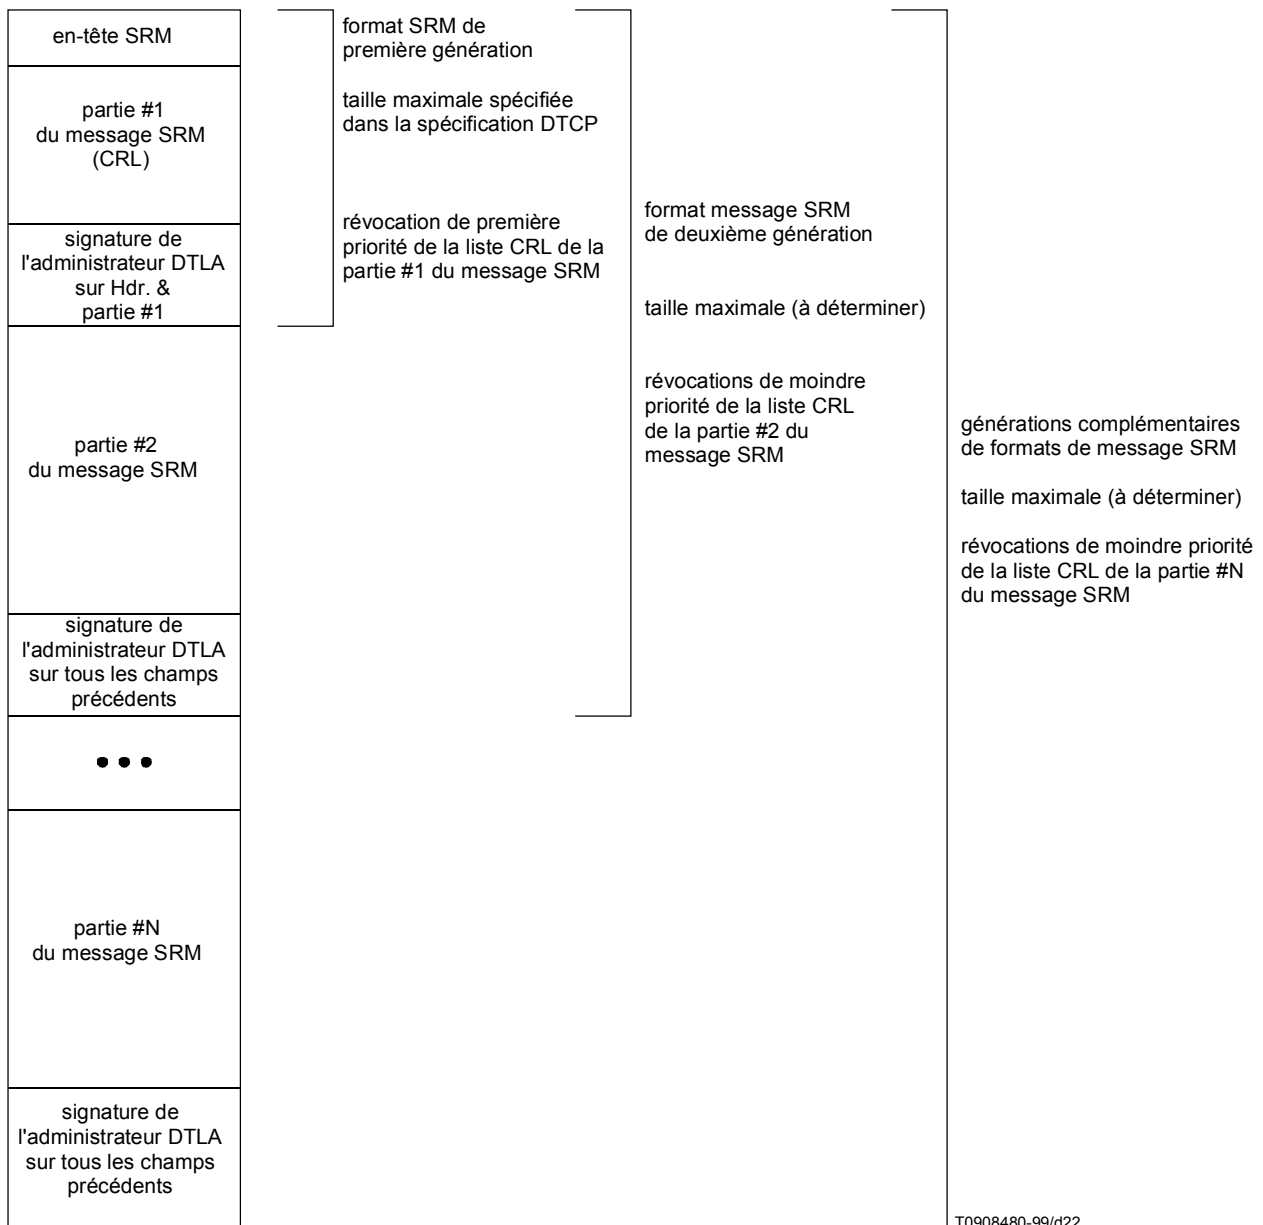 en-tête SRM
partie #1
du message SRM
(CRL)
signature de
l'administrateur DTLA
sur Hdr. &
partie #1
partie #2
du message SRM
signature de
l'administrateur DTLA
sur tous les champs
précédents
• • •
partie #N
du message SRM
signature de
l'administrateur DTLA
sur tous les champs
précédents
format SRM de
première génération
taille maximale spécifiée
dans la spécification DTCP
révocation de première
priorité de la liste CRL de la
partie #1 du message SRM
format message SRM
de deuxième génération
taille maximale (à déterminer)
révocations de moindre
priorité de la liste CRL
de la partie #2 du
message SRM
générations complémentaires
de formats de message SRM
taille maximale (à déterminer)
révocations de moindre priorité
de la liste CRL de la partie #N
du message SRM
T0908480-99/d22